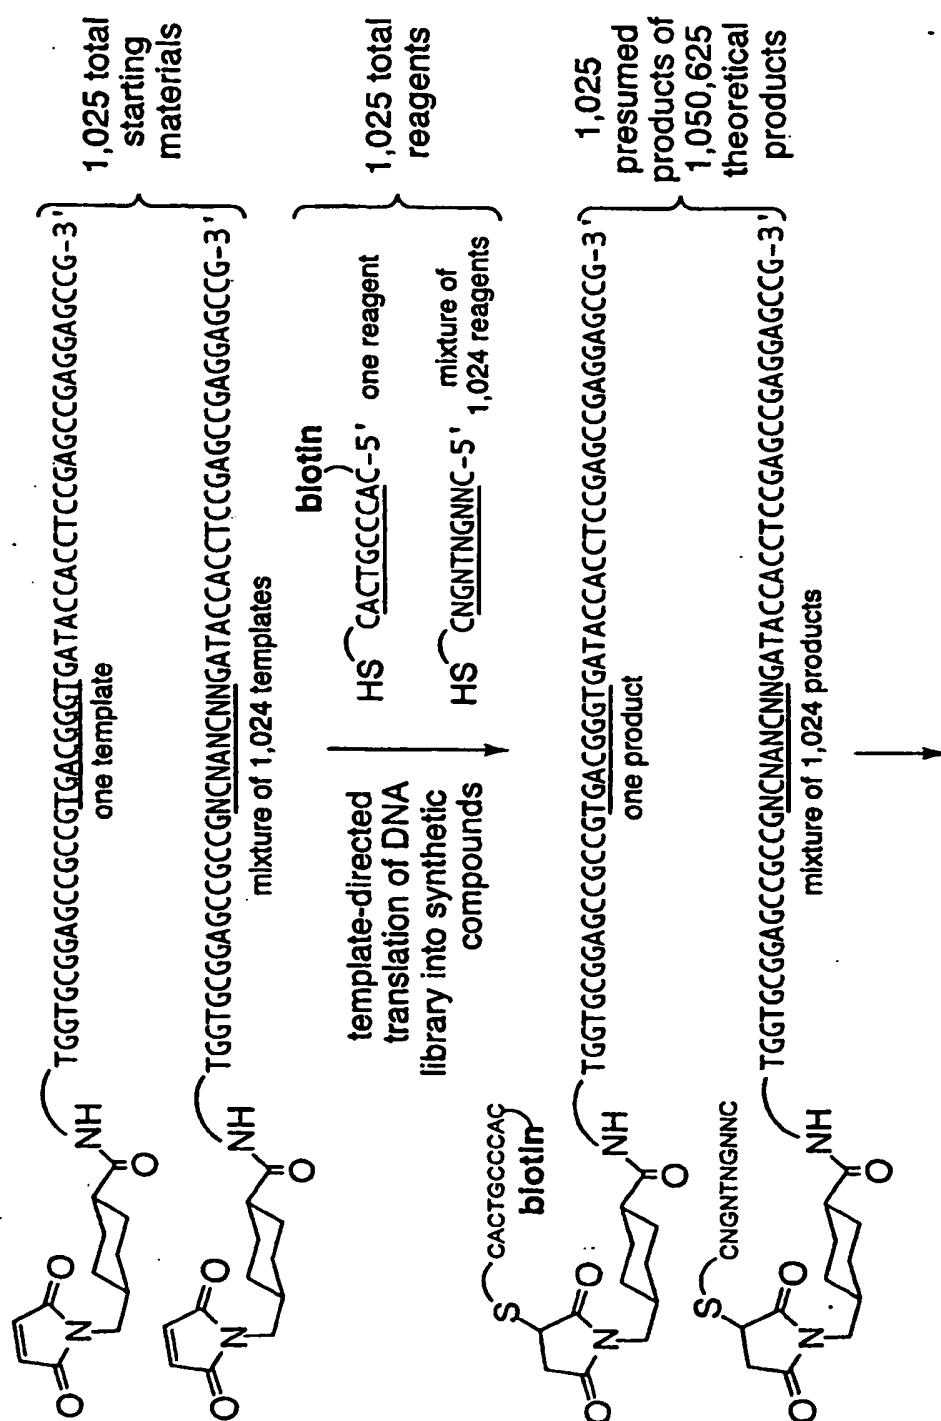 O
N
O
O
NH
TGGTGCGGAGCCGCCGTGACGGGTGATACCACCTCCGAGCCGAGGAGCCG-3'
one template
O
N
O
O
NH
TGGTGCGGAGCCGCCGNCNANCNNGATACCACCTCCGAGCCGAGGAGCCG-3'
mixture of 1,024 templates
1,025 total
starting
materials
template-directed
translation of DNA
library into synthetic
compounds
biotin
HS
CACTGCCCAC-5'
one reagent
HS
CNGNTNGNNC-5'
mixture of
1,024 reagents
1,025 total
reagents
S
CACTGCCCAC
biotin
O
N
O
O
NH
TGGTGCGGAGCCGCCGTGACGGGTGATACCACCTCCGAGCCGAGGAGCCG-3'
one product
S
CNGNTNGNNC
O
N
O
O
NH
TGGTGCGGAGCCGCCGNCNANCNNGATACCACCTCCGAGCCGAGGAGCCG-3'
mixture of 1,024 products
1,025
presumed
products of
1,050,625
theoretical
products